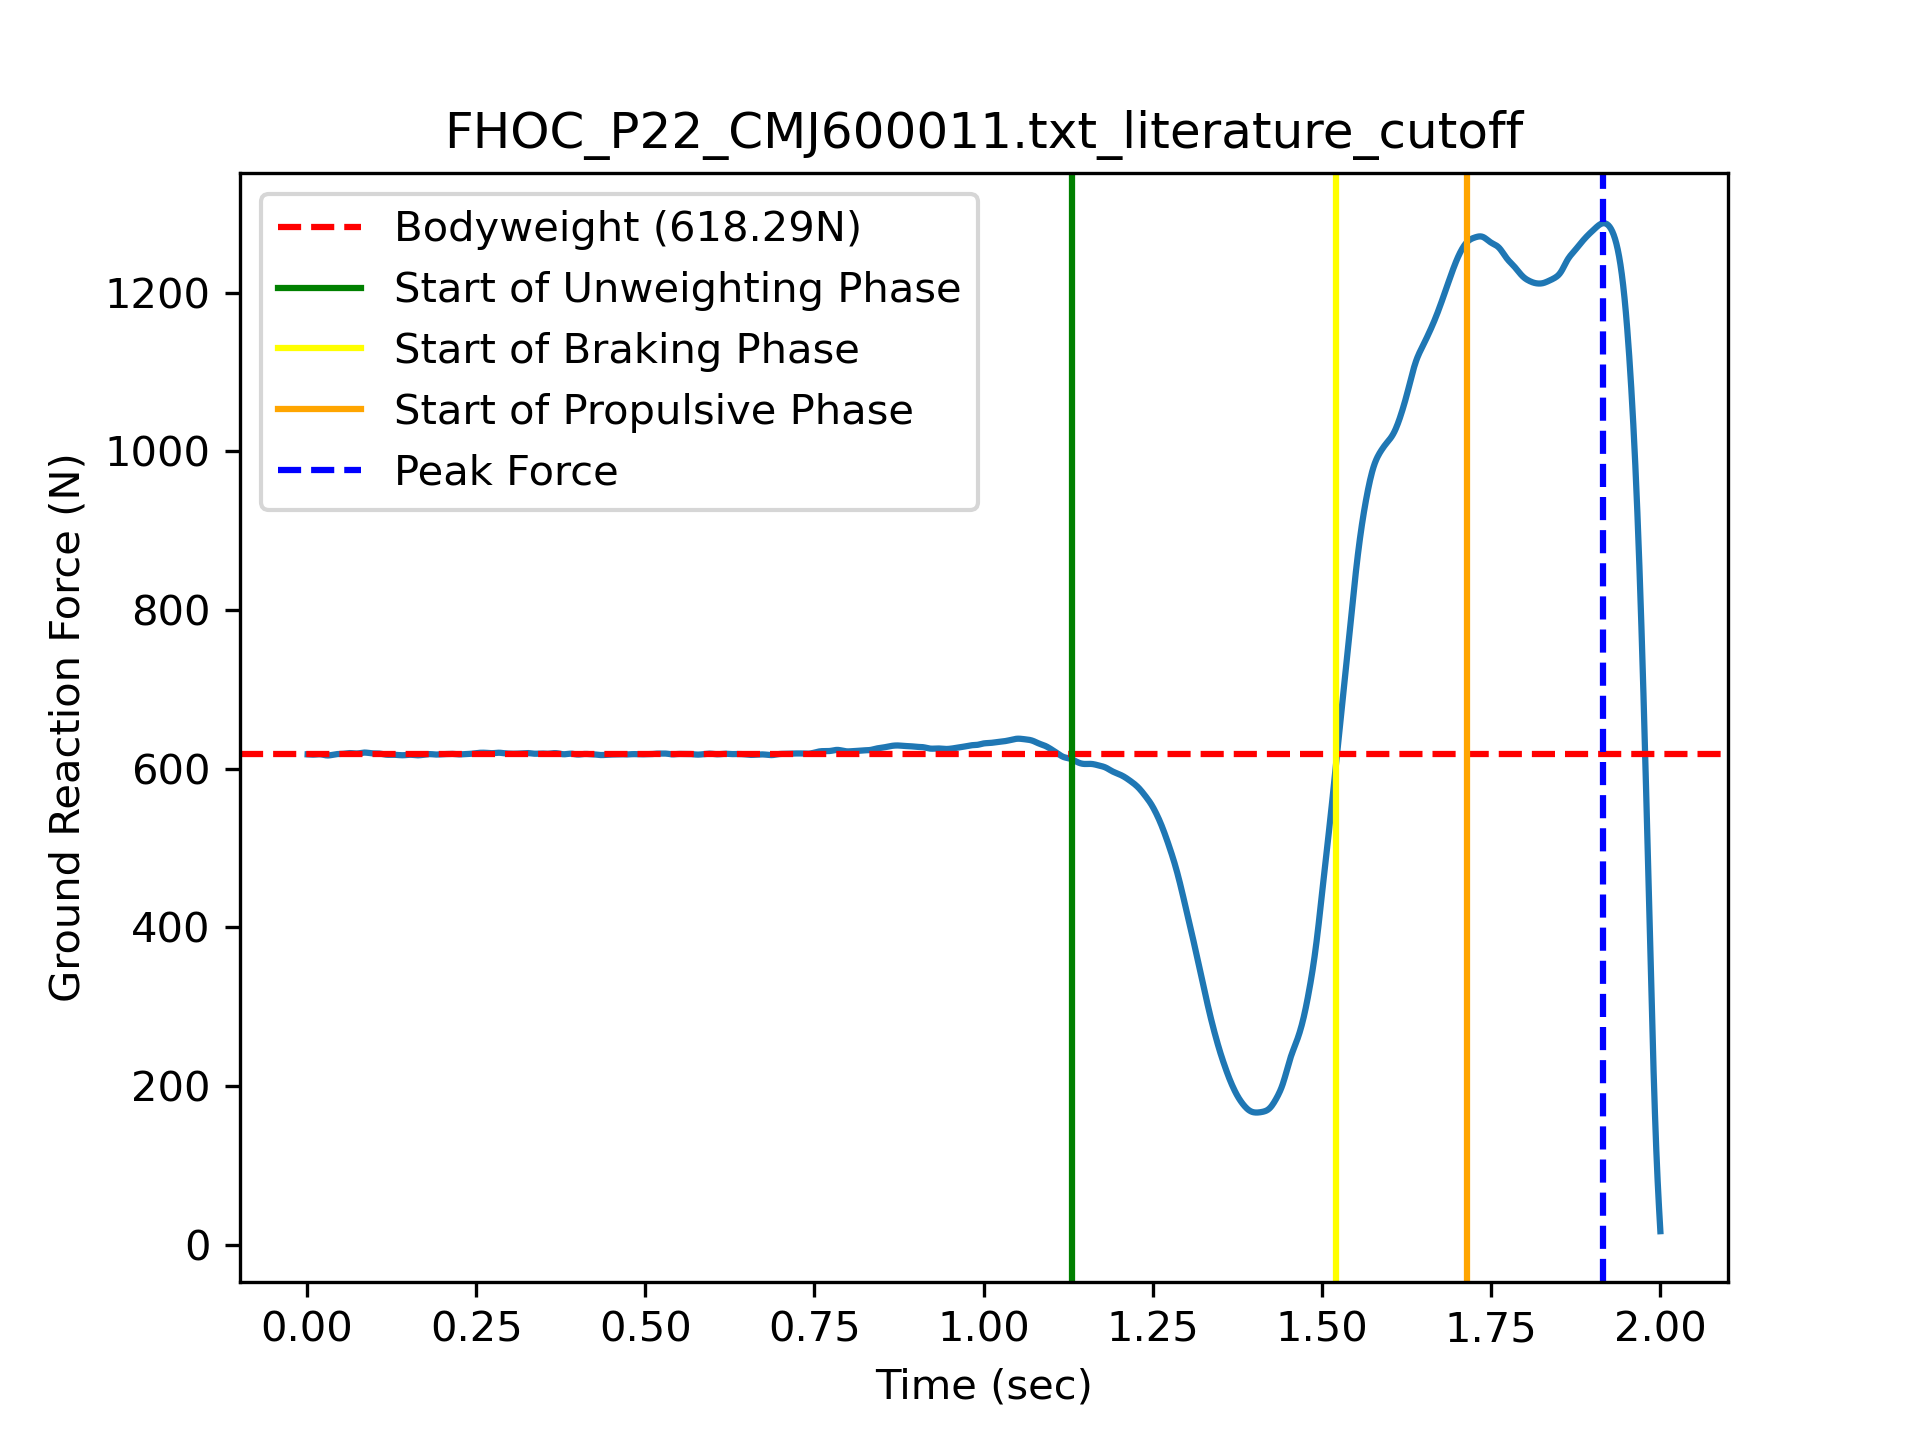 FHOC_P22_CMJ600011.txt_literature_cutoff
Bodyweight (618.29N)
Start of Unweighting Phase
Start of Braking Phase
Start of Propulsive Phase
Peak Force
Ground Reaction Force (N)
1200
1000
800
600
400
200
0
0.00 0.25 0.50 0.75 1.00 1.25 1.50 1.75 2.00
Time (sec)